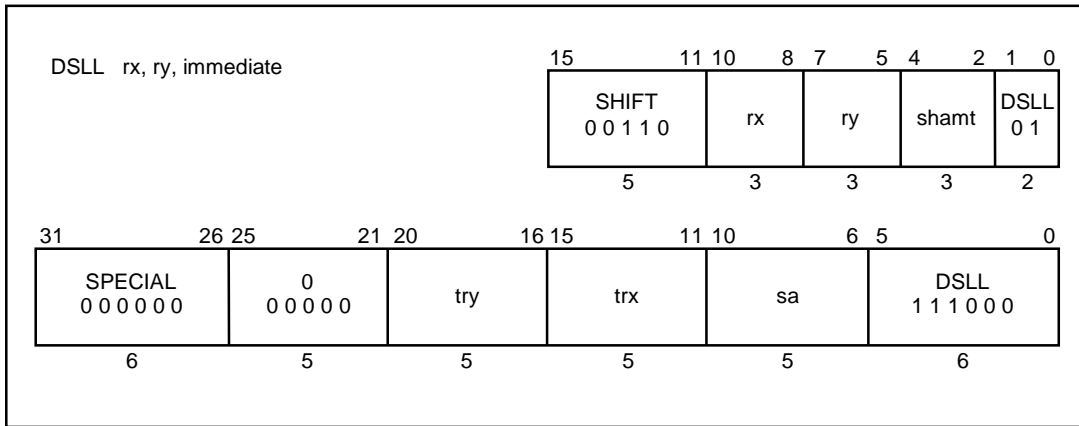 DSLL rx, ry, immediate
15 11 10 8 7 5 4 2 1 0
SHIFT rx ry shamt DSLL
0 0 1 1 0 0 1
5 3 3 3 2
31 26 25 21 20 16 15 11 10 6 5 0
SPECIAL 0 try trx sa DSLL
0 0 0 0 0 0 0 0 0 0 0 1 1 1 0 0 0
6 5 5 5 5 6